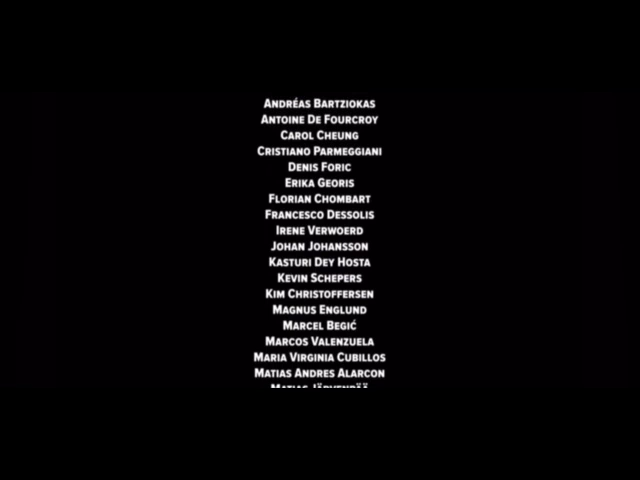 Andréas Bartziokas
Antoine De Fourcroy
Carol Cheung
Cristiano Parmeggiani
Denis Foric
Erika Georis
Florian Chombart
Francesco Dessolis
Irene Verwoerd
Johan Johansson
Kasturi Dey Hosta
Kevin Schepers
Kim Christoffersen
Magnus Englund
Marcel Begić
Marcos Valenzuela
Maria Virginia Cubillos
Matias Andres Alarcon
Matias Järvenpää